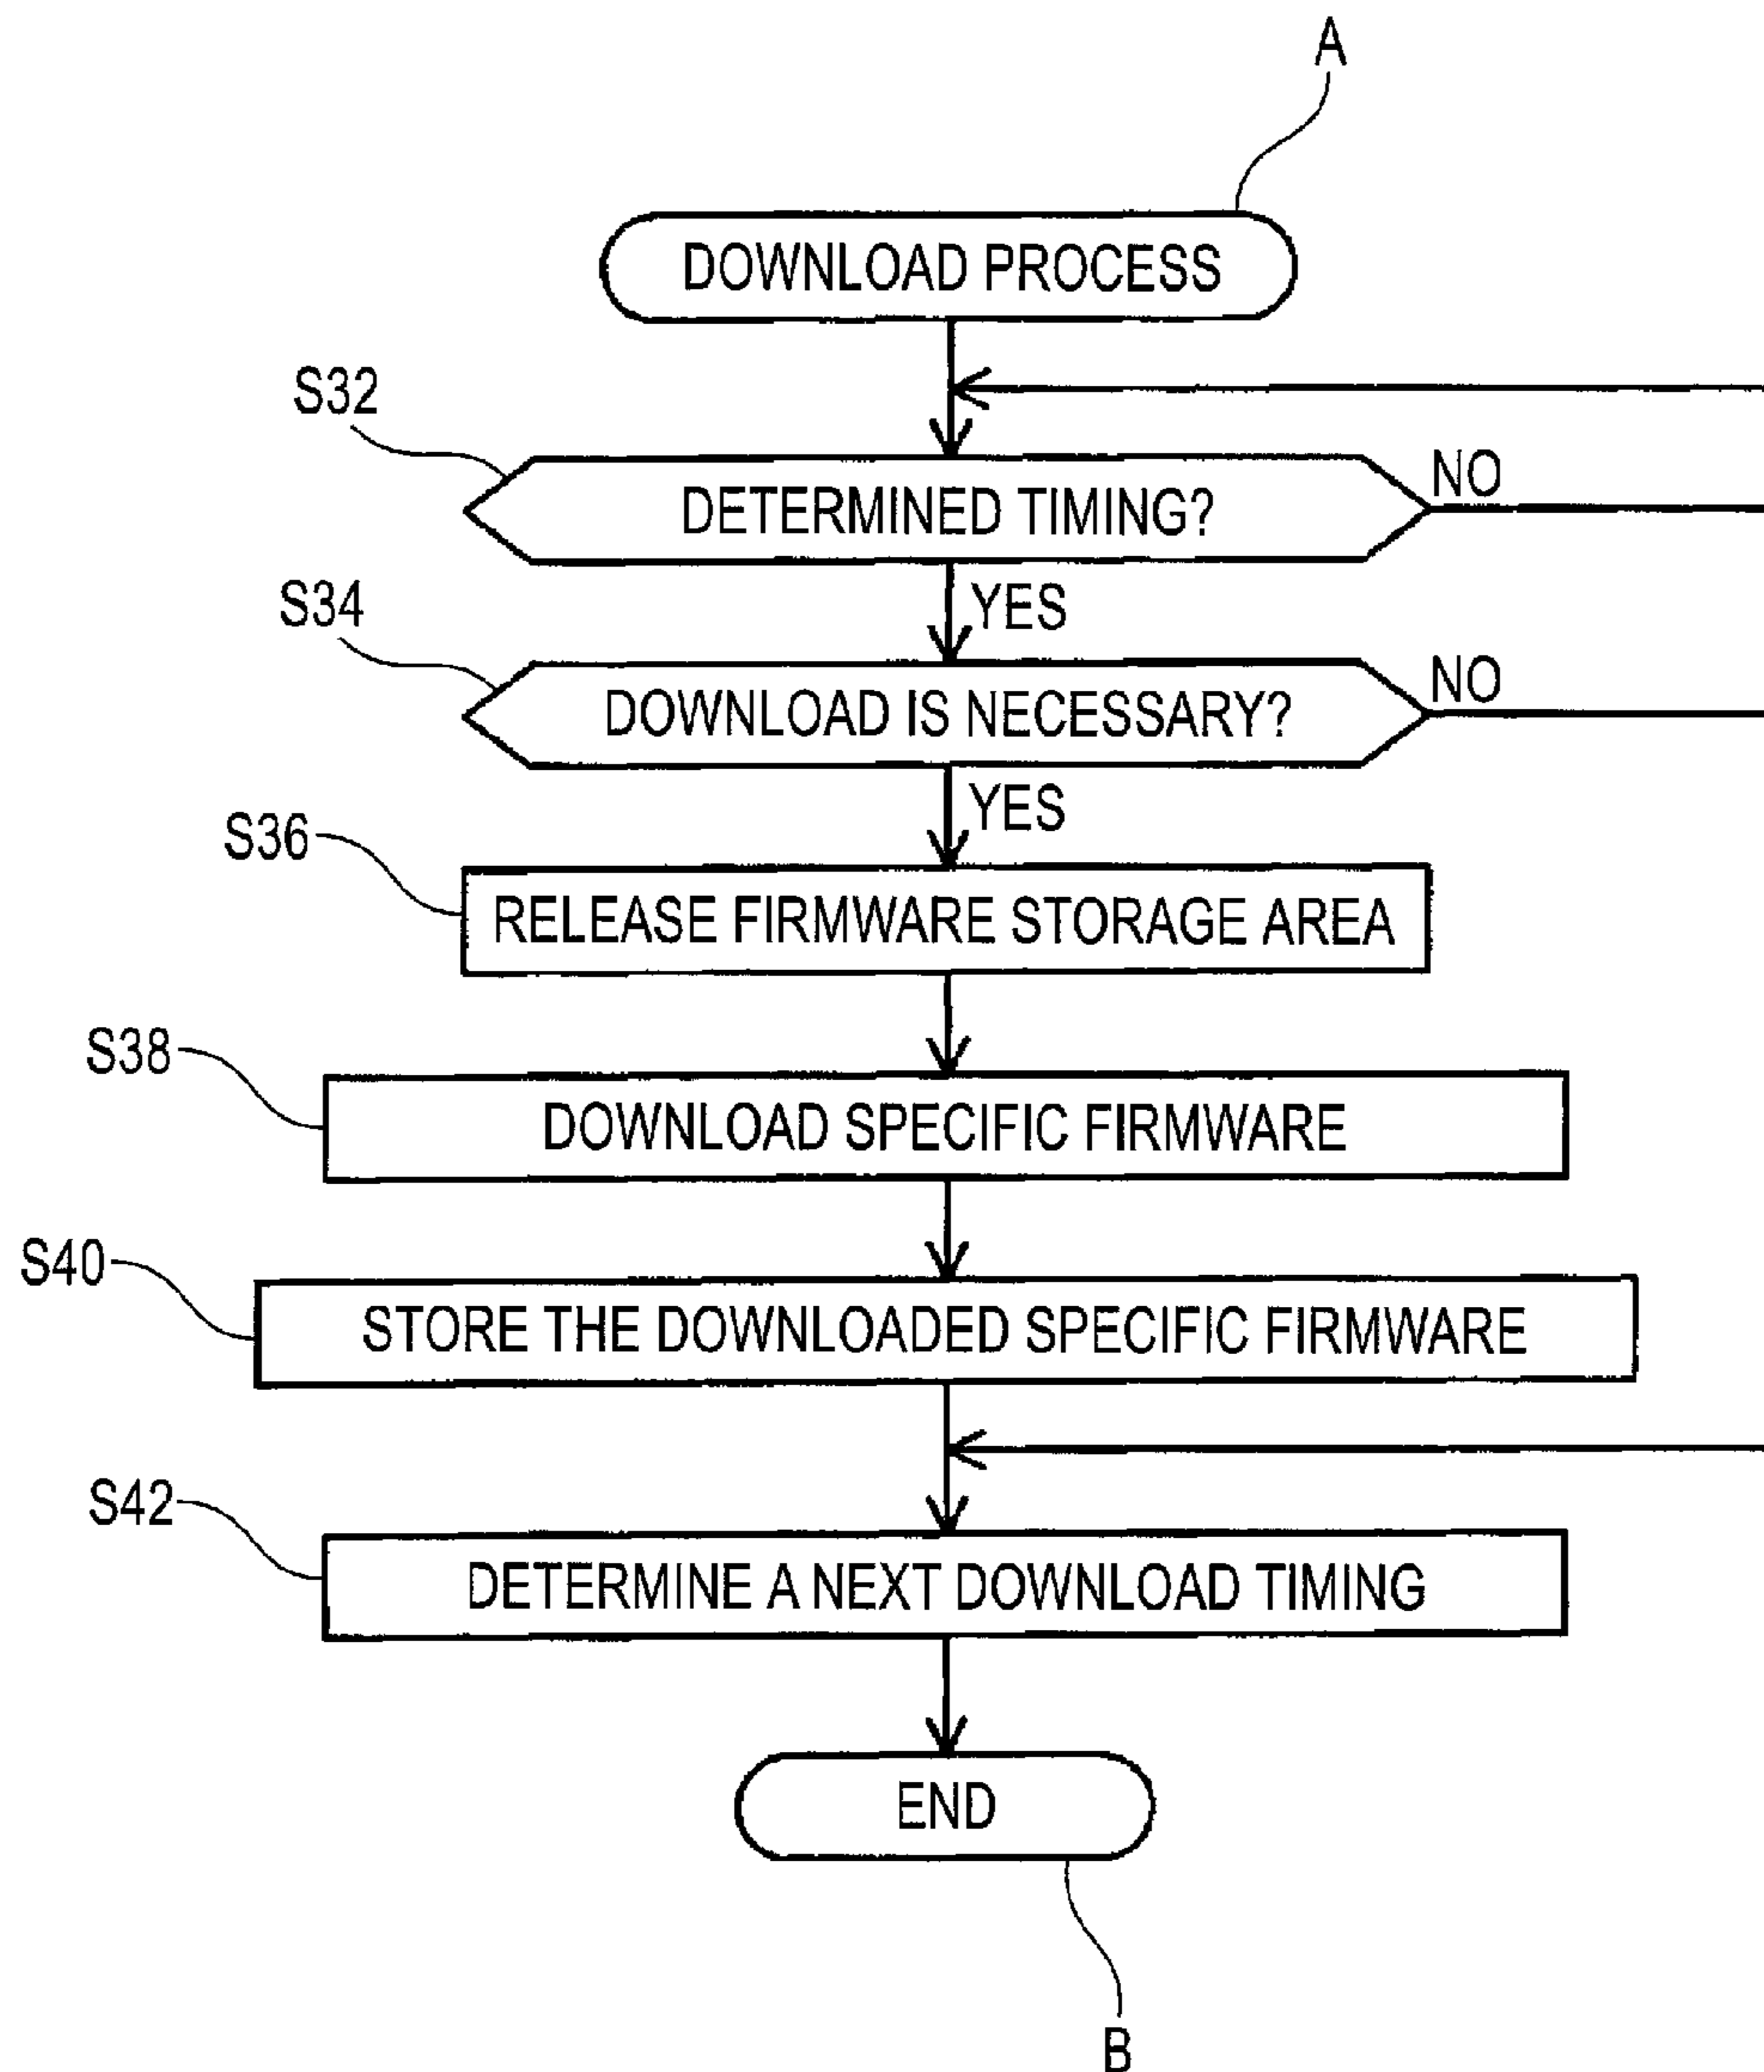 A
DOWNLOAD PROCESS
S32
DETERMINED TIMING?
NO
YES
S34
DOWNLOAD IS NECESSARY?
NO
YES
S36
RELEASE FIRMWARE STORAGE AREA
S38
DOWNLOAD SPECIFIC FIRMWARE
S40
STORE THE DOWNLOADED SPECIFIC FIRMWARE
S42
DETERMINE A NEXT DOWNLOAD TIMING
END
B